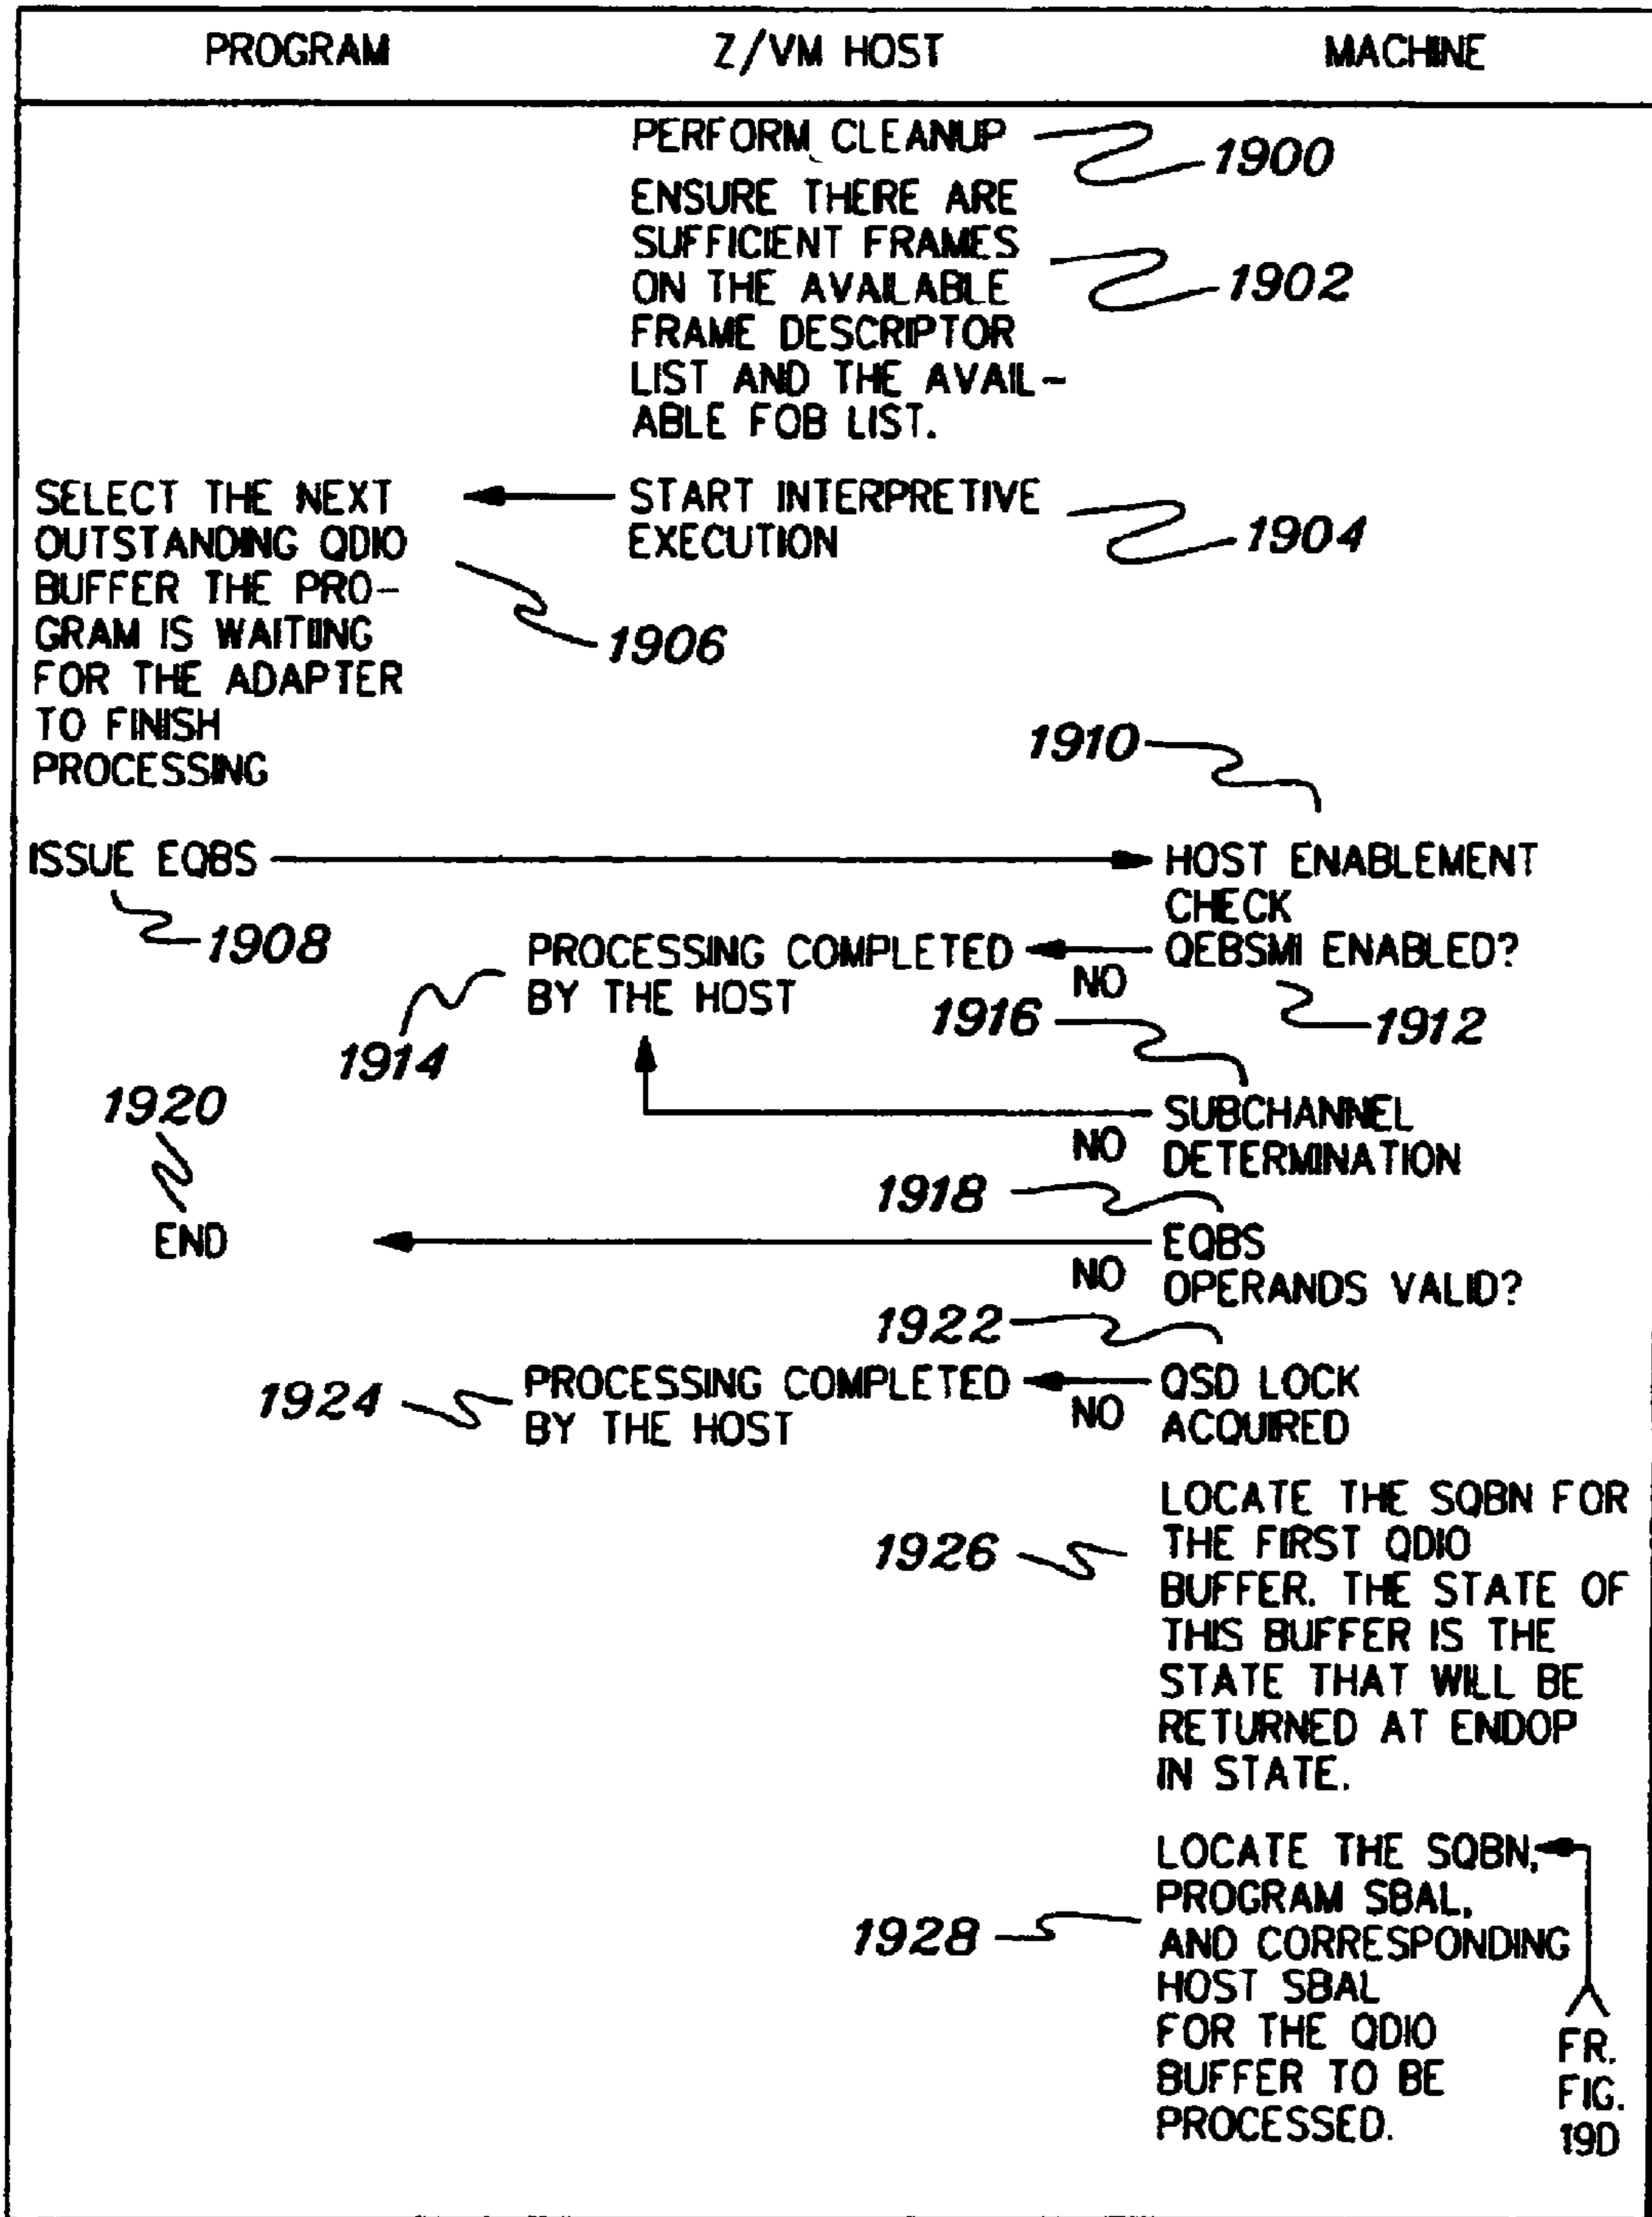 PROGRAM
Z/VM HOST
MACHINE
PERFORM CLEANUP
1900
ENSURE THERE ARE
SUFFICIENT FRAMES
ON THE AVAILABLE
FRAME DESCRIPTOR
LIST AND THE AVAIL-
ABLE FOB LIST.
1902
SELECT THE NEXT
OUTSTANDING QDIO
BUFFER THE PRO-
GRAM IS WAITIING
FOR THE ADAPTER
TO FINISH
PROCESSING
START INTERPRETIVE
EXECUTION
1904
1906
1910
ISSUE EQBS
1908
HOST ENABLEMENT
CHECK
QEBSMI ENABLED?
1912
NO
PROCESSING COMPLETED
BY THE HOST
1914
1916
SUBCHANNEL
DETERMINATION
NO
1920
END
1918
EQBS
OPERANDS VALID?
NO
1922
QSD LOCK
ACQUIRED
NO
PROCESSING COMPLETED
BY THE HOST
1924
LOCATE THE SQBN FOR
THE FIRST QDIO
BUFFER. THE STATE OF
THIS BUFFER IS THE
STATE THAT WILL BE
RETURNED AT ENDOP
IN STATE.
1926
LOCATE THE SQBN,
PROGRAM SBAL,
AND CORRESPONDING
HOST SBAL
FOR THE QDIO
BUFFER TO BE
PROCESSED.
1928
FR.
FIG.
19D